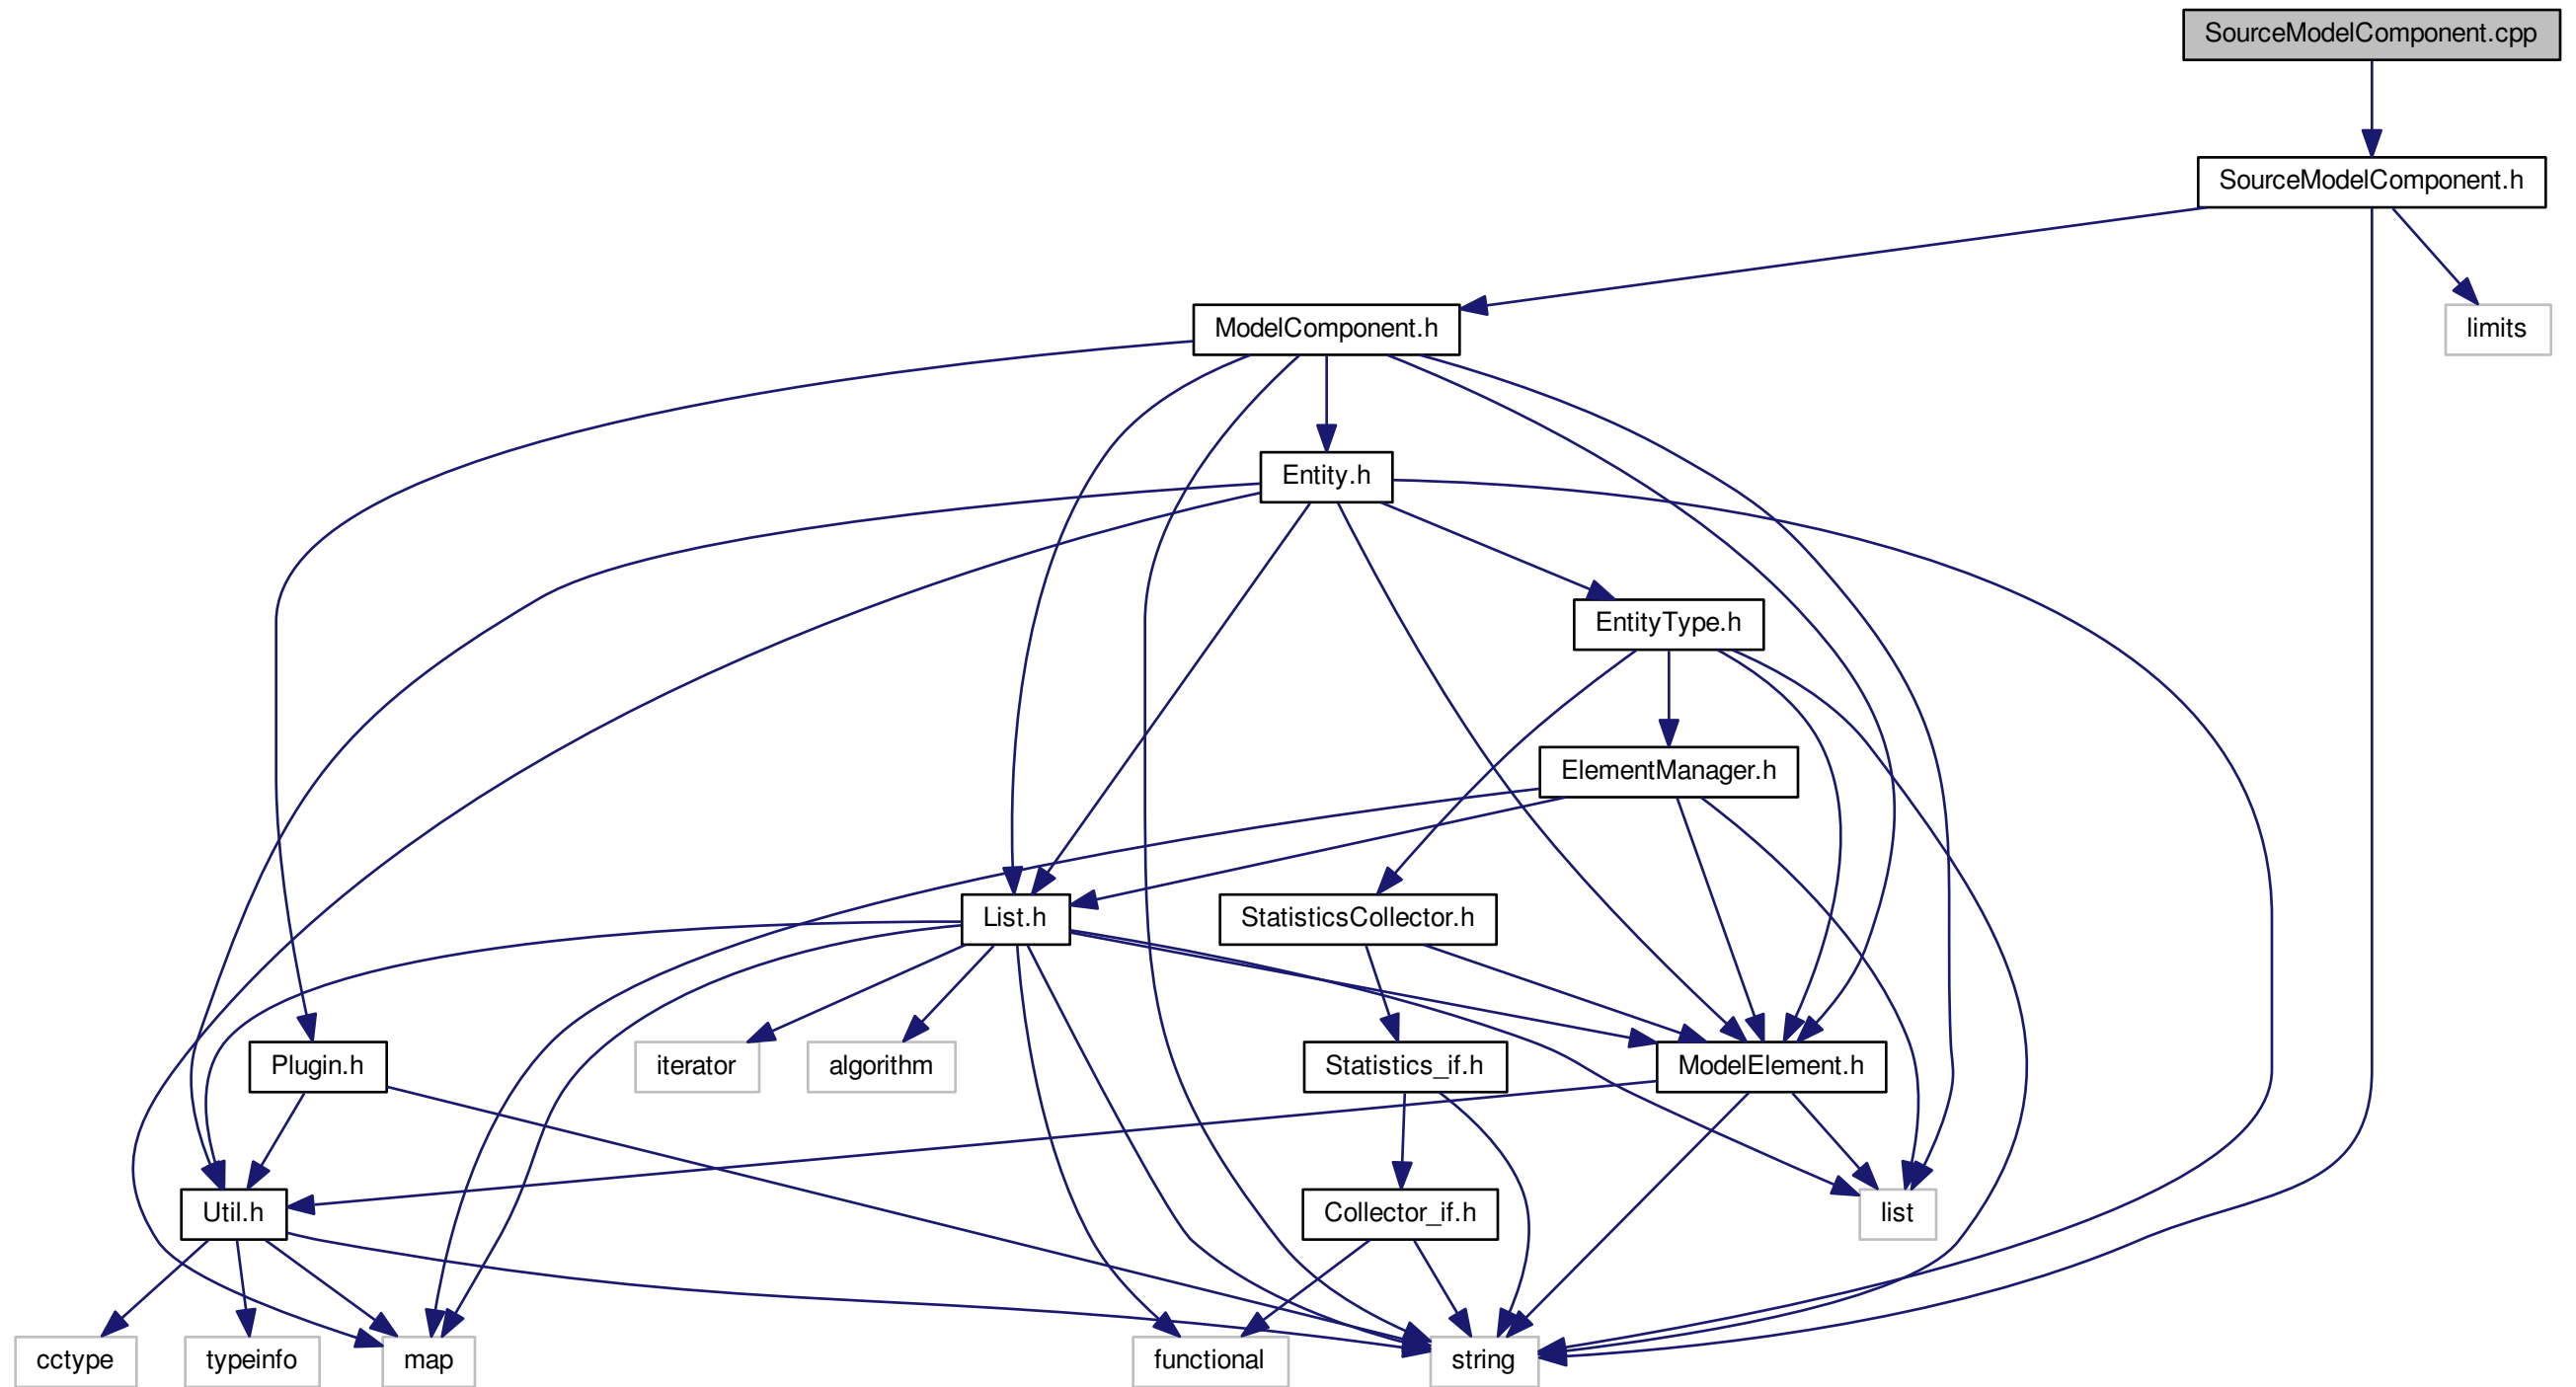 SourceModelComponent.cpp
SourceModelComponent.h
ModelComponent.h
limits
Entity.h
EntityType.h
ElementManager.h
List.h
StatisticsCollector.h
Plugin.h
iterator
algorithm
Statistics_if.h
ModelElement.h
Util.h
Collector_if.h
list
cctype
typeinfo
map
functional
string